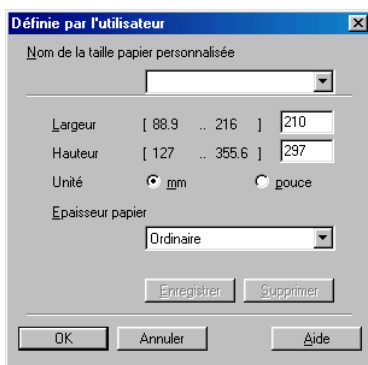 Définie par l'utilisateur
Nom de la taille papier personnalisée
Largeur [ 88.9 .. 216 ] 210
Hauteur [ 127 .. 355.6 ] 297
Unité mm pouce
Epaisseur papier
Ordinaire
Enregistrer Supprimer
OK Annuler Aide